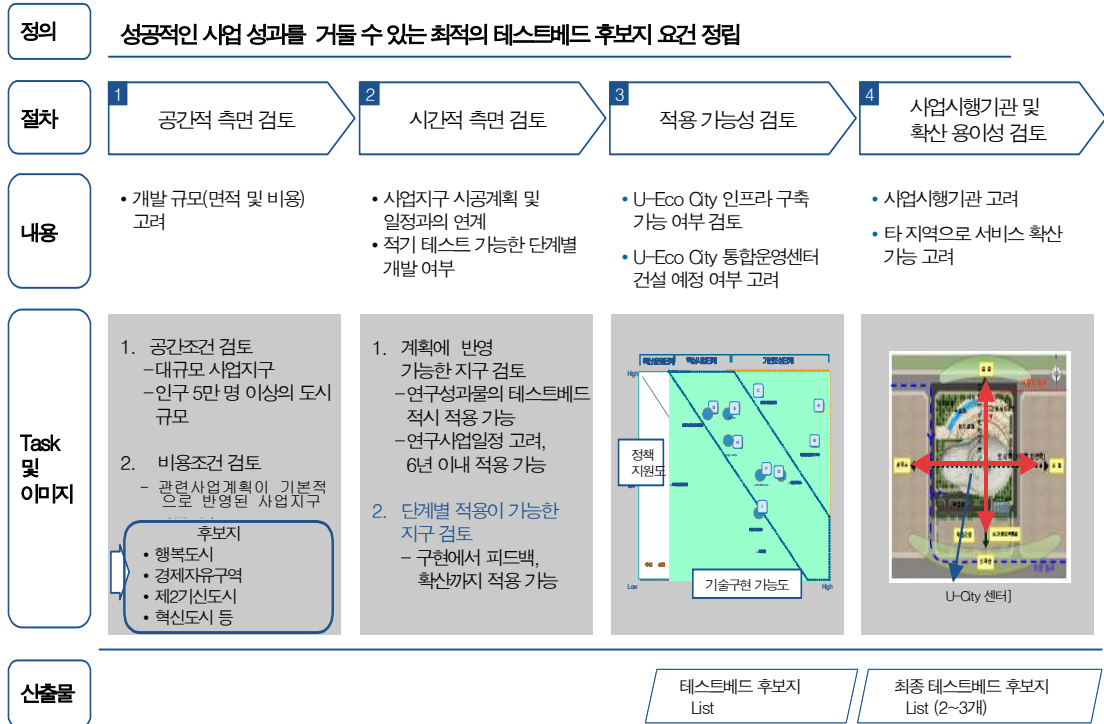 정의
성공적인 사업 성과를 거둘 수 있는 최적의 테스트베드 후보지 요건 정립
절차
1
공간적 측면 검토
2
시간적 측면 검토
3
적용 가능성 검토
4
사업시행기관 및
확산 용이성 검토
내용
• 개발 규모(면적 및 비용)
고려
• 사업지구 시공계획 및
일정과의 연계
• 적기 테스트 가능한 단계별
개발 여부
• U-Eco City 인프라 구축
가능 여부 검토
• U-Eco City 통합운영센터
건설 예정 여부 고려
• 사업시행기관 고려
• 타 지역으로 서비스 확산
가능 고려
Task
및
이미지
1. 공간조건 검토
-대규모 사업지구
-인구 5만 명 이상의 도시
규모
2. 비용조건 검토
- 관련사업계획이 기본적
으로 반영된 사업지구
후보지
• 행복도시
• 경제자유구역
• 제2기신도시
• 혁신도시 등
1. 계획에 반영
가능한 지구 검토
-연구성과물의 테스트베드
적시 적용 가능
-연구사업일정 고려,
6년 이내 적용 가능
2. 단계별 적용이 가능한
지구 검토
- 구현에서 피드백,
확산까지 적용 가능
High
정책
지원도
Low
기술구현 가능도
High
U-City 센터]
산출물
테스트베드 후보지
List
최종 테스트베드 후보지
List (2~3개)